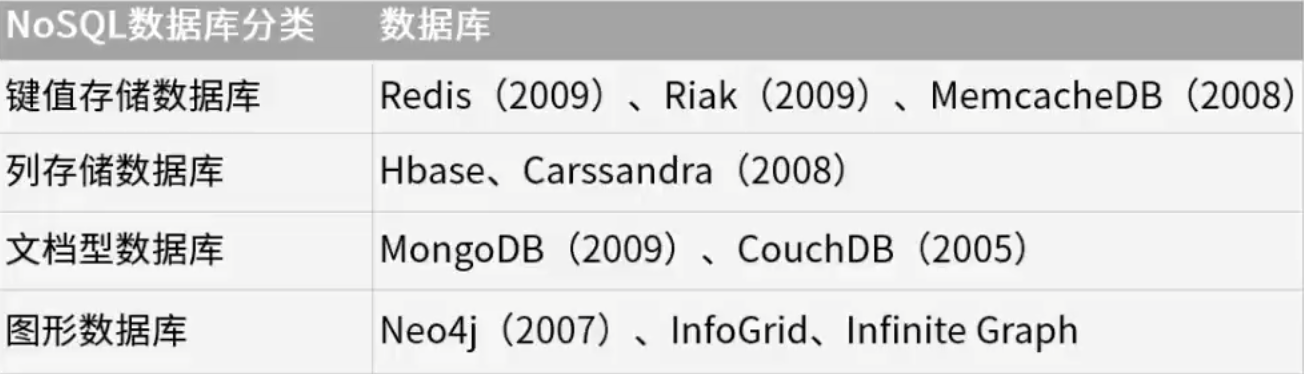 NoSQL数据库分类 数据库
键值存储数据库 Redis（2009）、Riak（2009）、MemcacheDB（2008）
列存储数据库 Hbase、Carssandra（2008）
文档型数据库 MongoDB（2009）、CouchDB（2005）
图形数据库 Neo4j（2007）、InfoGrid、Infinite Graph